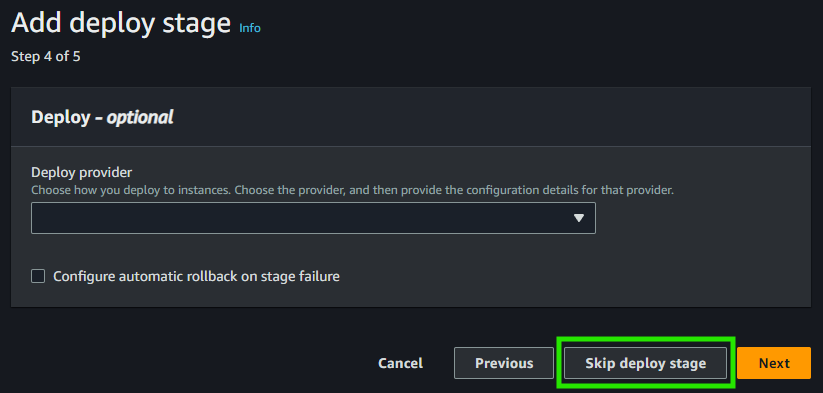 Add deploy stage Info
Step 4 of 5
Deploy - optional
Deploy provider
Choose how you deploy to instances. Choose the provider, and then provide the configuration details for that provider.
Configure automatic rollback on stage failure
Cancel Previous Skip deploy stage Next